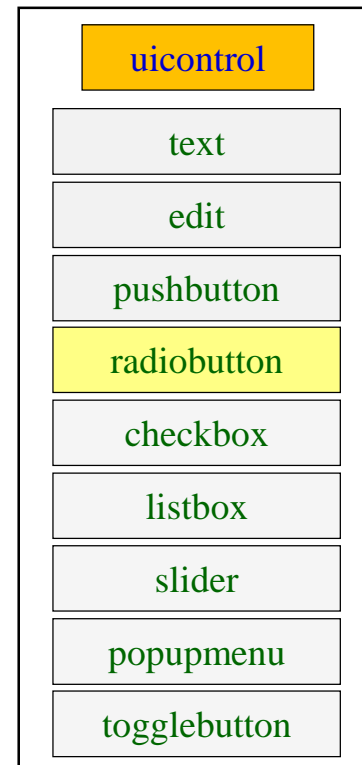 uicontrol
text
edit
pushbutton
radiobutton
checkbox
listbox
slider
popupmenu
togglebutton